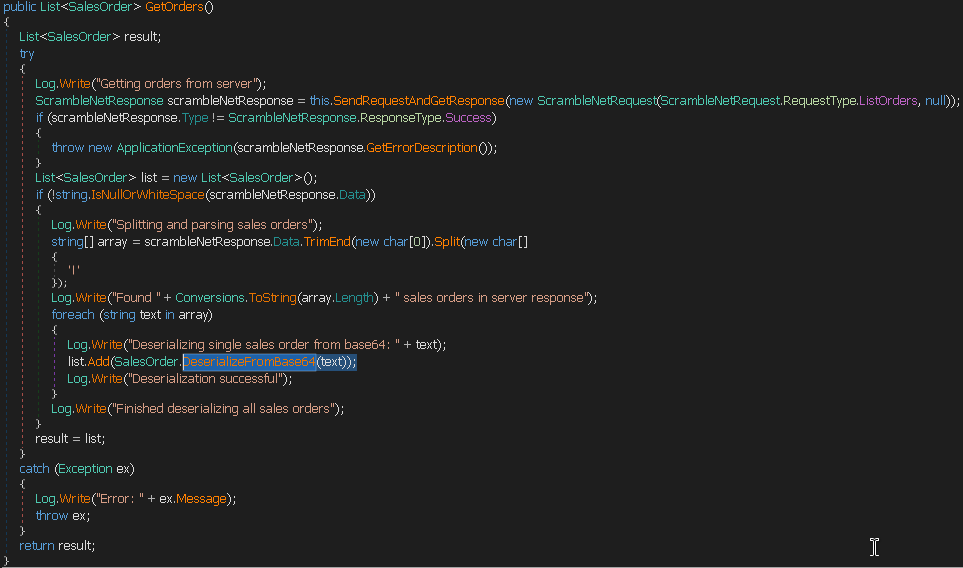 public List<SalesOrder> GetOrders()
{
List<SalesOrder> result;
try
{
Log.Write("Getting orders from server");
ScrambleNetResponse scrambleNetResponse = this.SendRequestAndGetResponse(new ScrambleNetRequest(ScrambleNetRequest.RequestType.ListOrders, null));
if (scrambleNetResponse.Type != ScrambleNetResponse.ResponseType.Success)
{
throw new ApplicationException(scrambleNetResponse.GetErrorDescription());
}
List<SalesOrder> list = new List<SalesOrder>();
if (!string.IsNullOrWhiteSpace(scrambleNetResponse.Data))
{
Log.Write("Splitting and parsing sales orders");
string[] array = scrambleNetResponse.Data.TrimEnd(new char[0]).Split(new char[]
{
'|'
});
Log.Write("Found " + Conversions.ToString(array.Length) + " sales orders in server response");
foreach (string text in array)
{
Log.Write("Deserializing single sales order from base64: " + text);
list.Add(SalesOrder.DeserializeFromBase64(text));
Log.Write("Deserialization successful");
}
Log.Write("Finished deserializing all sales orders");
}
result = list;
}
catch (Exception ex)
{
Log.Write("Error: " + ex.Message);
throw ex;
}
return result;
}